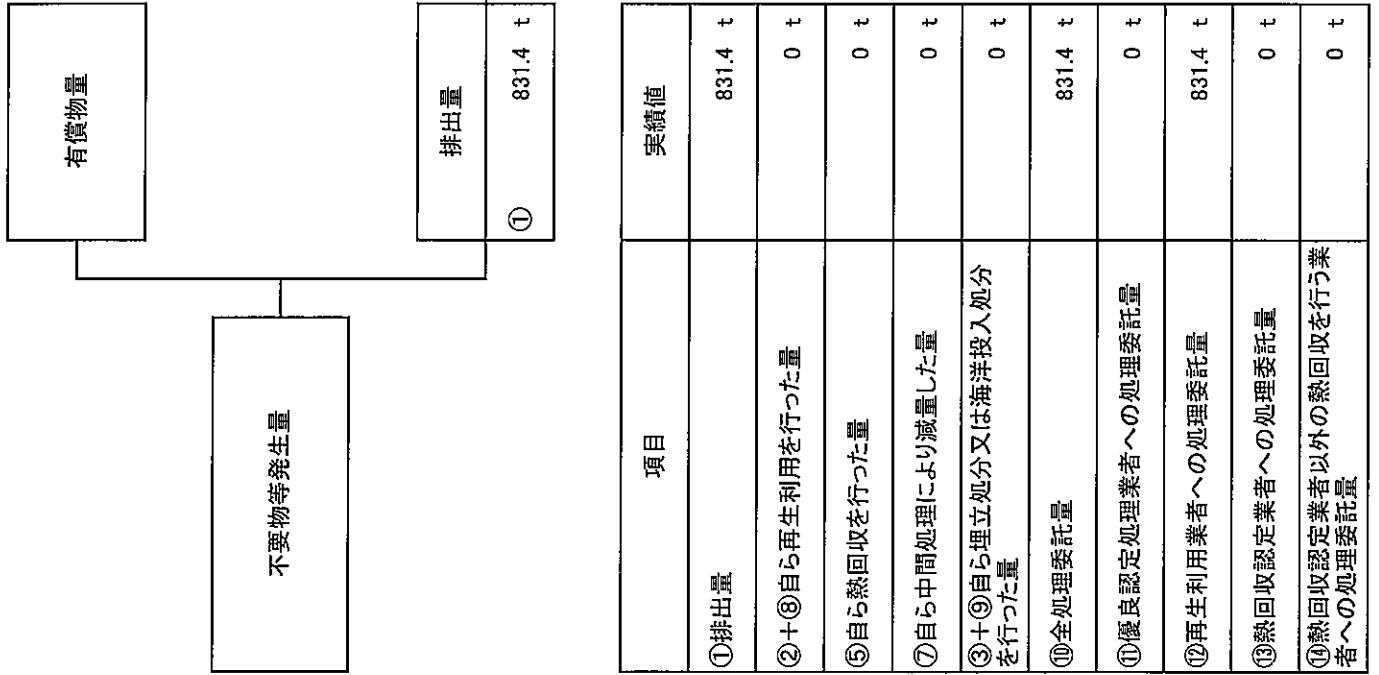 不要物等発生量
有償物量
排出量
① 831.4 t
項目 実績値
①排出量 831.4 t
②+⑧自ら再生利用を行った量 0 t
⑤自ら熱回収を行った量 0 t
⑦自ら中間処理により減量した量 0 t
③+⑨自ら埋立処分又は海洋投入処分
を行った量 0 t
⑩全処理委託量 831.4 t
⑪優良認定処理業者への処理委託量 0 t
⑫再生利用業者への処理委託量 831.4 t
⑬熱回収認定業者への処理委託量 0 t
⑭熱回収認定業者以外の熱回収を行う業
者への処理委託量 0 t